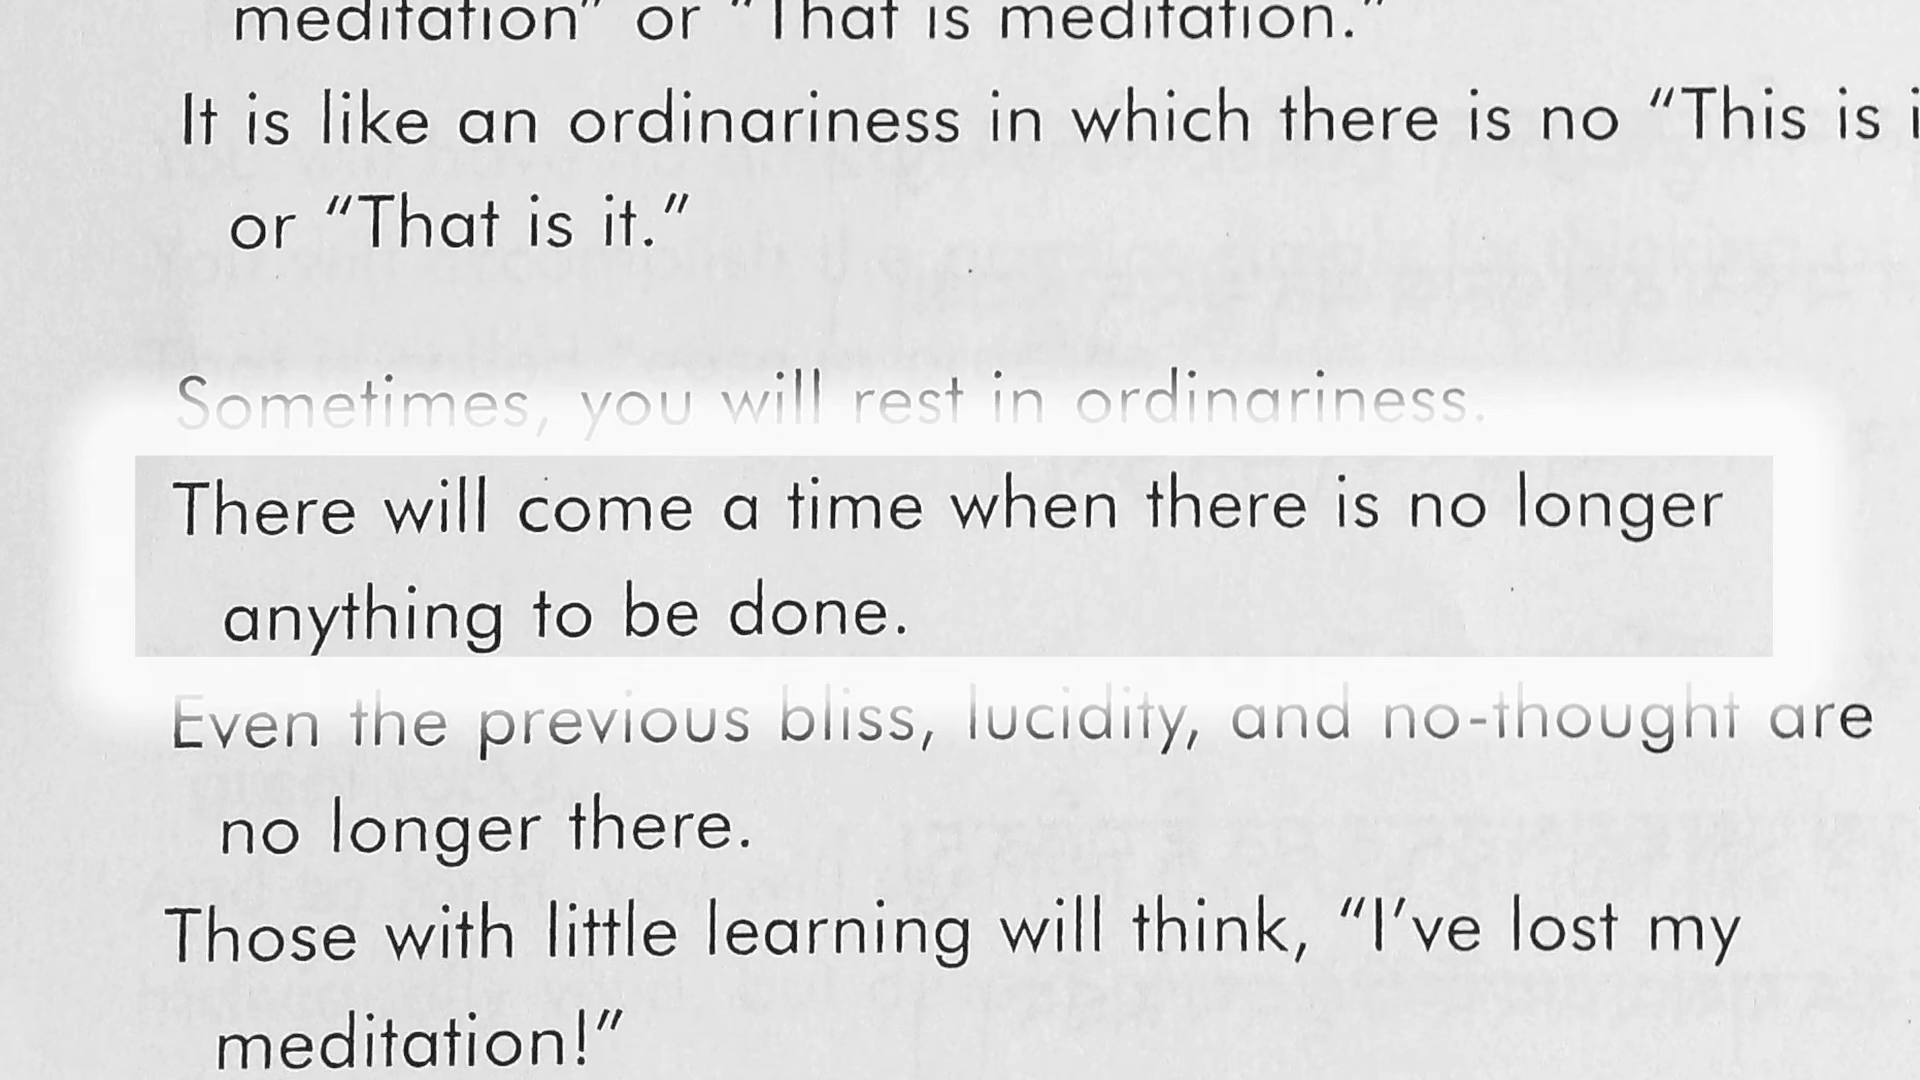 meditation" or "That is meditation."
It is like an ordinariness in which there is no "This is
or "That is it."
Sometimes, you will rest in ordinariness.
There will come a time when there is no longer
anything to be done.
Even the previous bliss, lucidity, and no-thought are
no longer there.
Those with little learning will think, "I've lost my
meditation!"